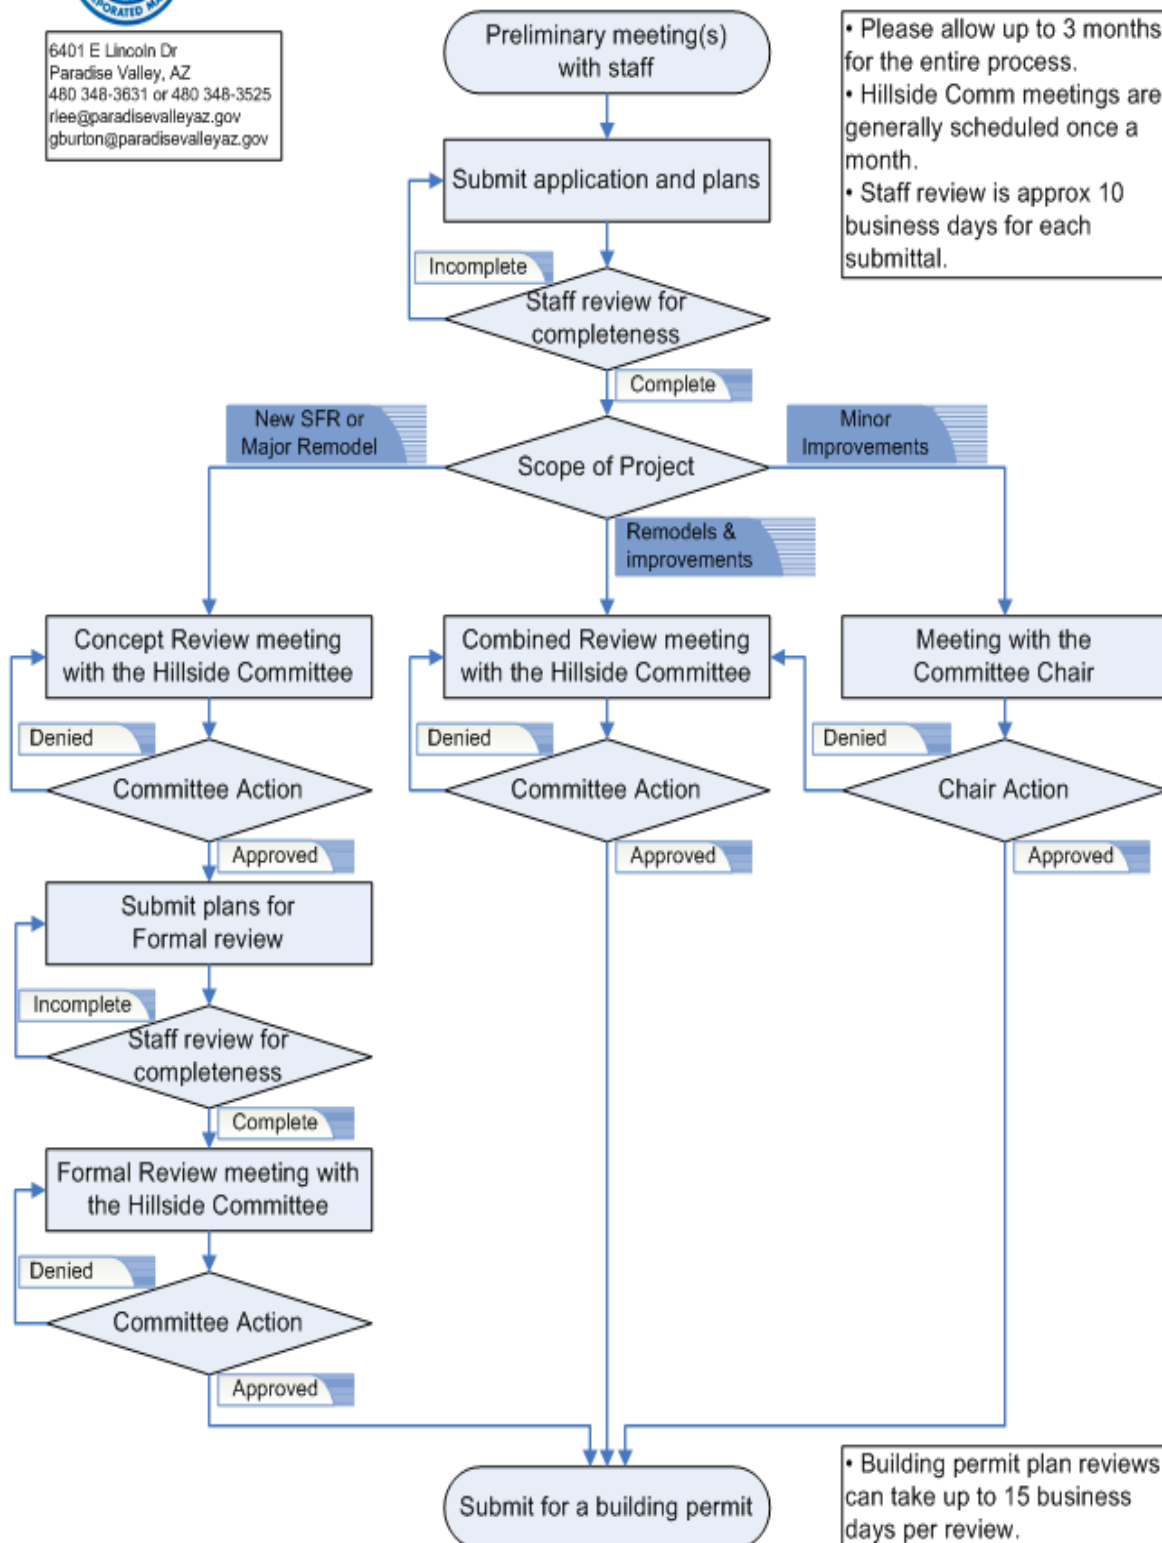 PORATED MA
6401 E Lincoln Dr
Paradise Valley, AZ
480 348-3631 or 480 348-3525
rlee@paradisevalleyaz.gov
gburton@paradisevalleyaz.gov
Preliminary meeting(s)
with staff
• Please allow up to 3 months
for the entire process.
• Hillside Comm meetings are
generally scheduled once a
month.
• Staff review is approx 10
business days for each
submittal.
Submit application and plans
Incomplete
Staff review for
completeness
Complete
New SFR or
Major Remodel
Scope of Project
Minor
Improvements
Remodels &
improvements
Concept Review meeting
with the Hillside Committee
Combined Review meeting
with the Hillside Committee
Meeting with the
Committee Chair
Denied
Denied
Denied
Committee Action
Committee Action
Chair Action
Approved
Approved
Approved
Submit plans for
Formal review
Incomplete
Staff review for
completeness
Complete
Formal Review meeting with
the Hillside Committee
Denied
Committee Action
Approved
Submit for a building permit
• Building permit plan reviews
can take up to 15 business
days per review.